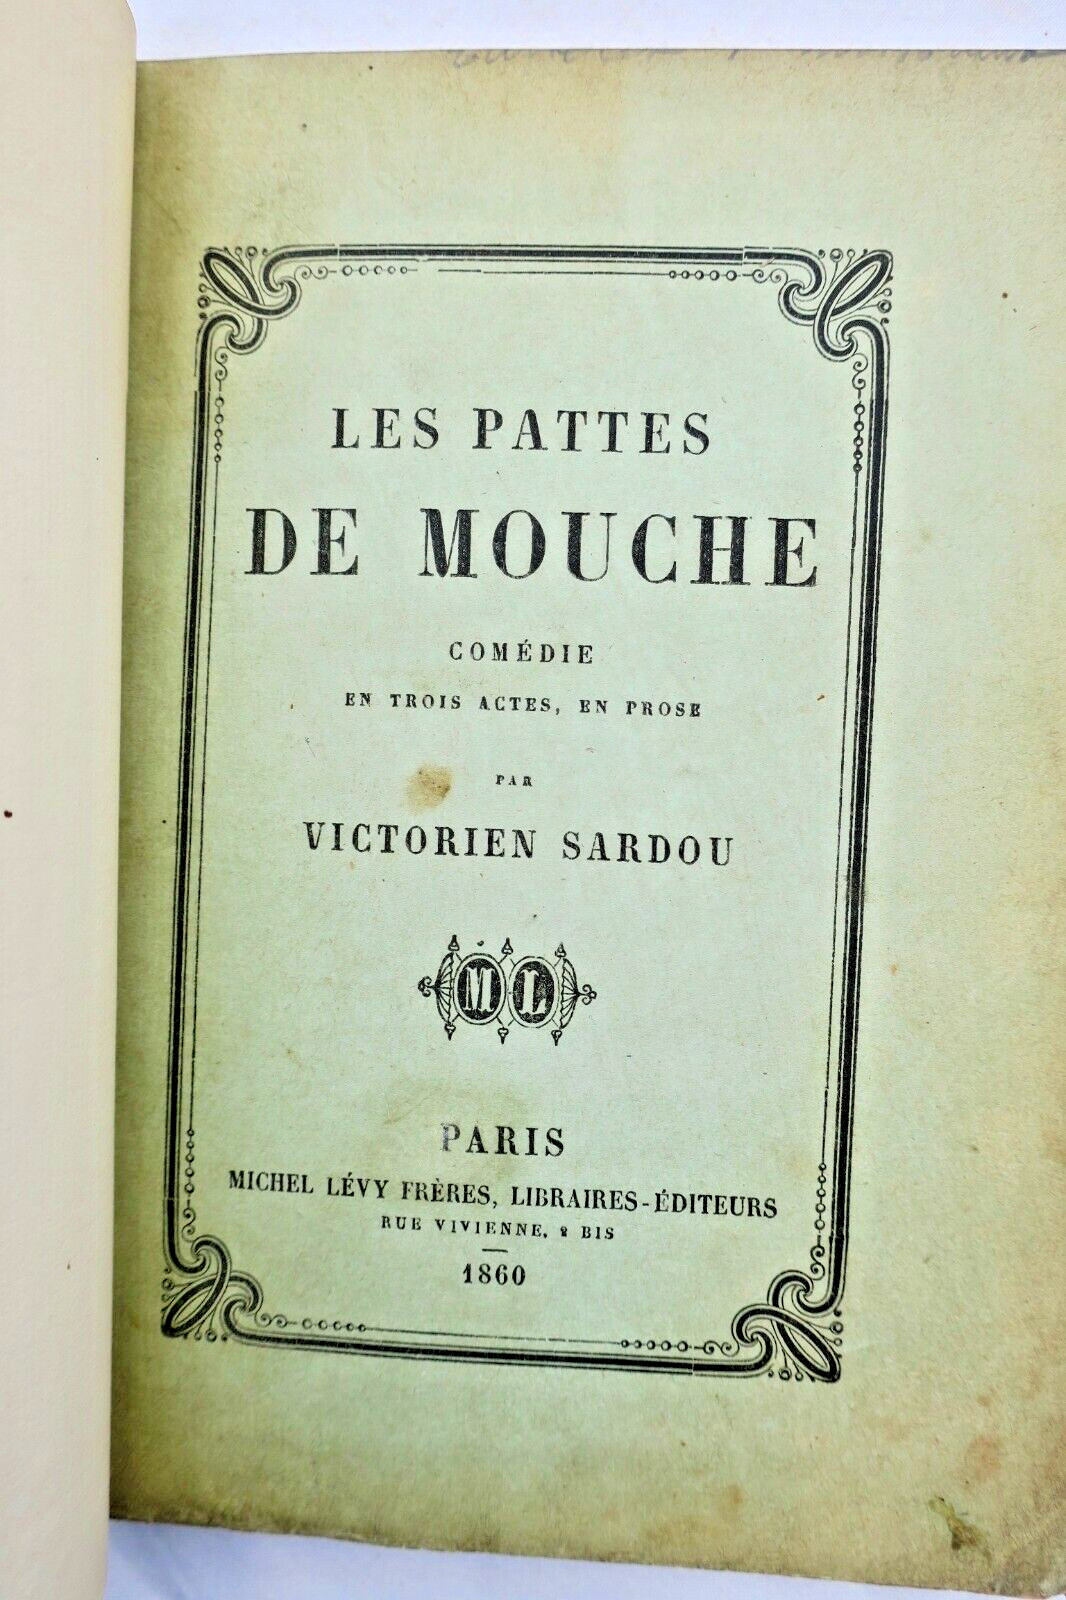 LES PATTES
DE MOUCHE
COMÉDIE
EN TROIS ACTES, EN PROSE
PAR
VICTORIEN SARDOU
M L
PARIS
MICHEL LÉVY FRÈRES, LIBRAIRES-ÉDITEURS
RUE VIVIENNE, 2 BIS
1860